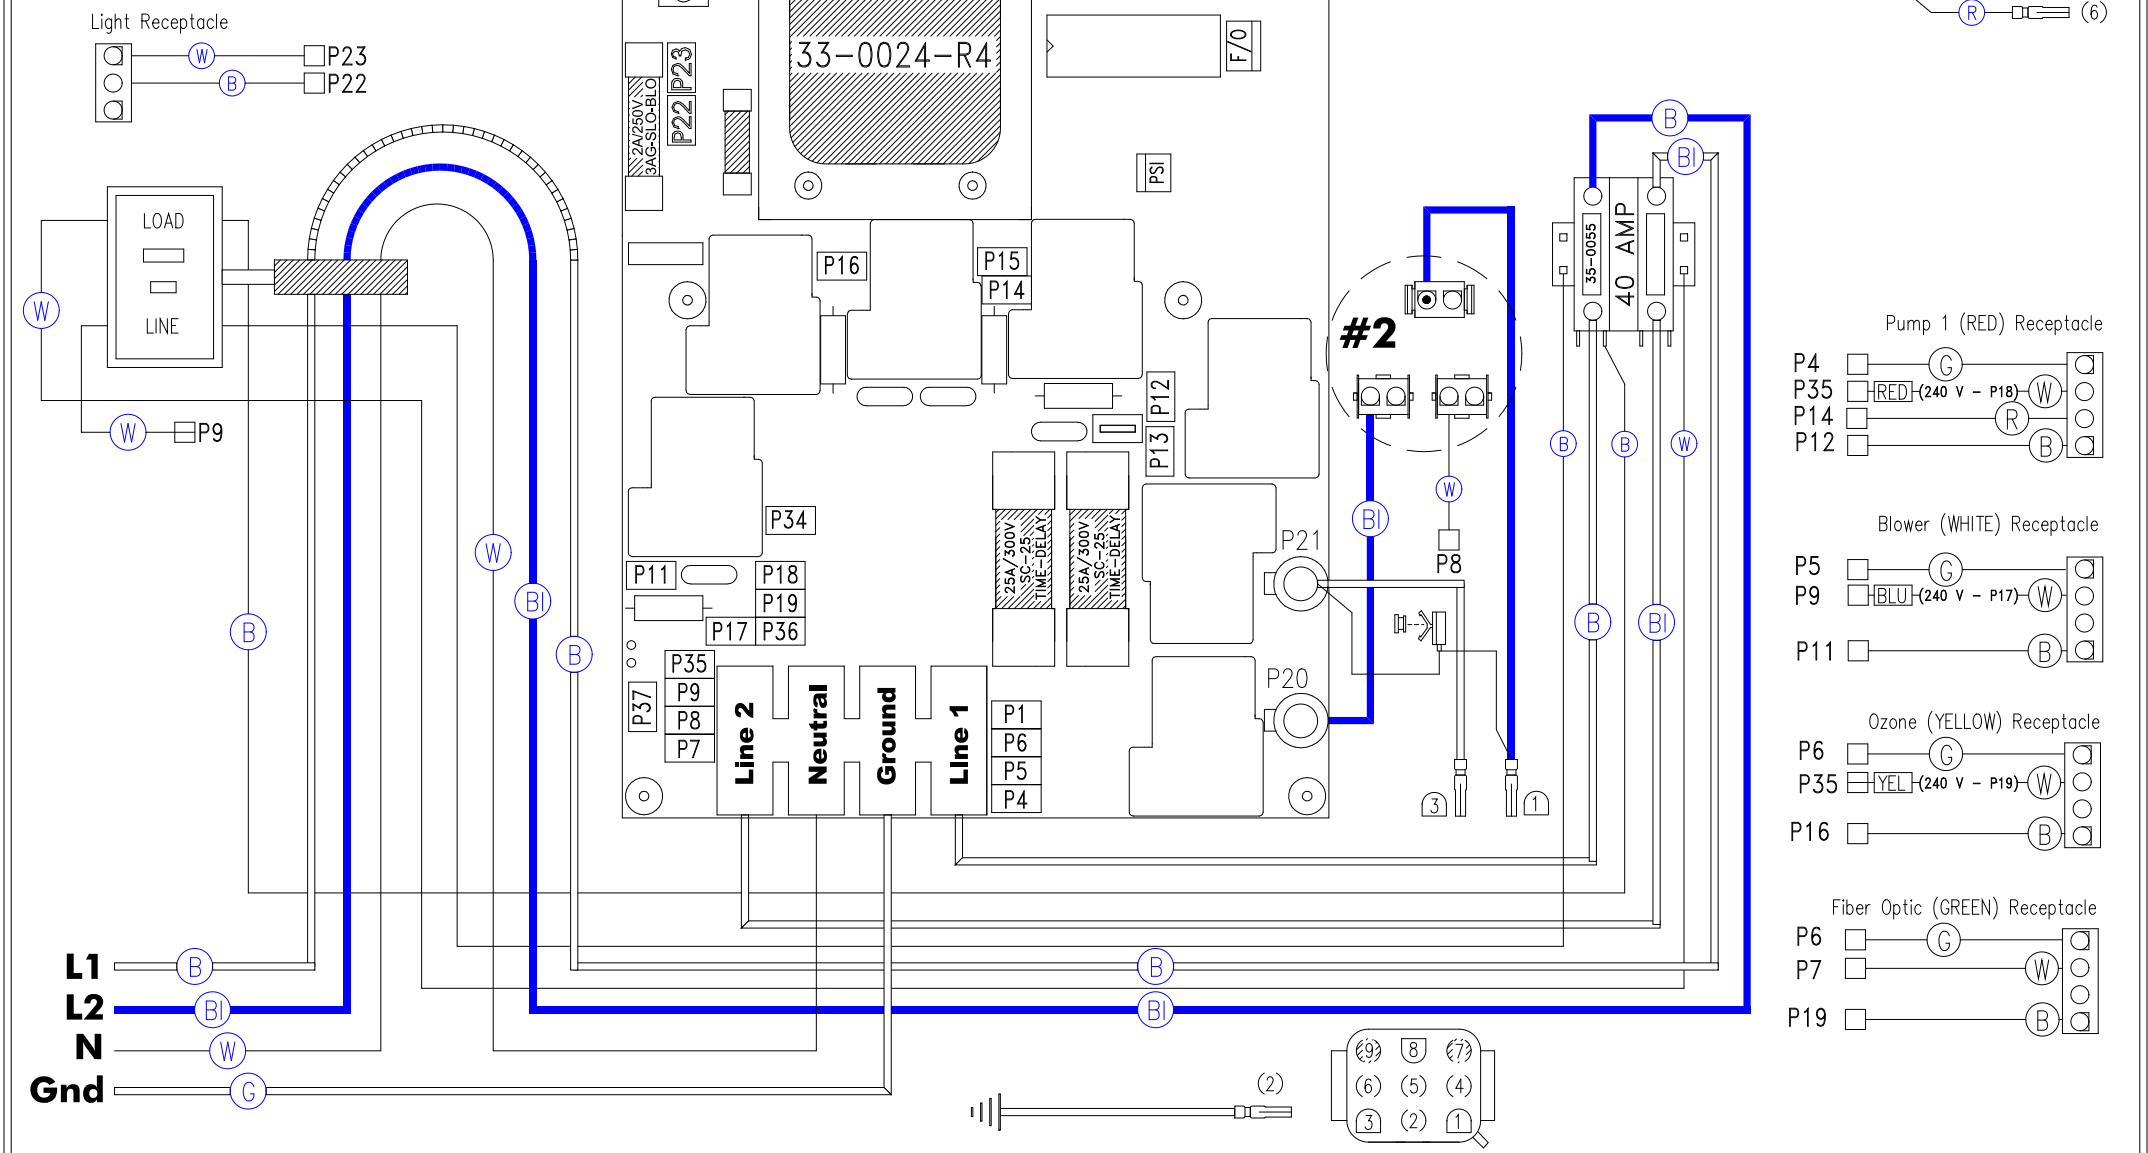 Light Receptacle
W
P23
B
P22
33-0024-R4
F/O
R
(6)
2A/250V
3AG-SLO-BLO
P23
P22
PSI
B
BI
LOAD
LINE
W
W
P9
P16
P15
P14
#2
35-0055
40 AMP
P12
P13
P34
25A/300V
SC-25
TIME-DELAY
25A/300V
SC-25
TIME-DELAY
P11
P18
P19
P17
P36
P35
P9
P8
P7
P37
Line 2
Neutral
Ground
LIne 1
P1
P6
P5
P4
P21
P20
BI
W
P8
B
B
W
B
BI
3
1
B
W
BI
B
Pump 1 (RED) Receptacle
P4
G
P35
RED
(240 V - P18)
W
P14
R
P12
B
Blower (WHITE) Receptacle
P5
G
P9
BLU
(240 V - P17)
W
P11
B
Ozone (YELLOW) Receptacle
P6
G
P35
YEL
(240 V - P19)
W
P16
B
Fiber Optic (GREEN) Receptacle
P6
G
P7
W
P19
B
L1
B
B
L2
BI
BI
N
W
Gnd
G
(2)
9
8
7
(6)
(5)
(4)
3
(2)
1